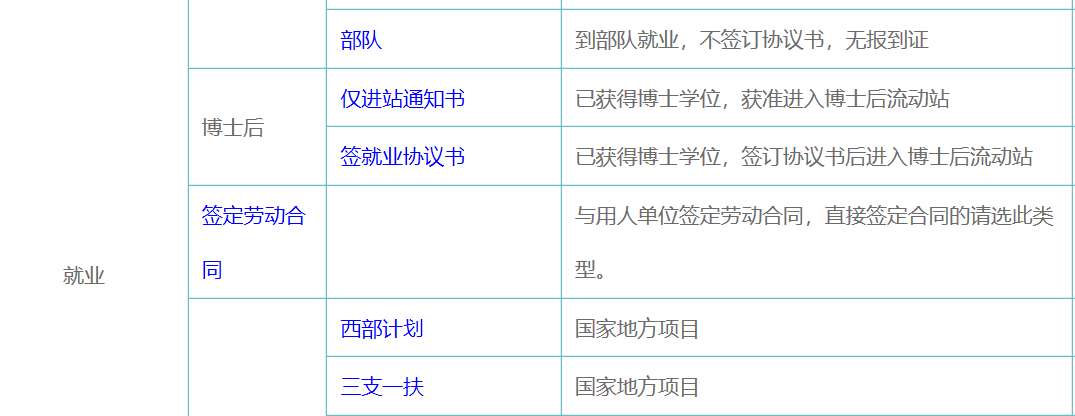 部队
到部队就业，不签订协议书，无报到证
博士后
仅进站通知书
已获得博士学位，获准进入博士后流动站
签就业协议书
已获得博士学位，签订协议书后进入博士后流动站
就业
签定劳动合
同
与用人单位签定劳动合同，直接签定合同的请选此类
型。
西部计划
国家地方项目
三支一扶
国家地方项目